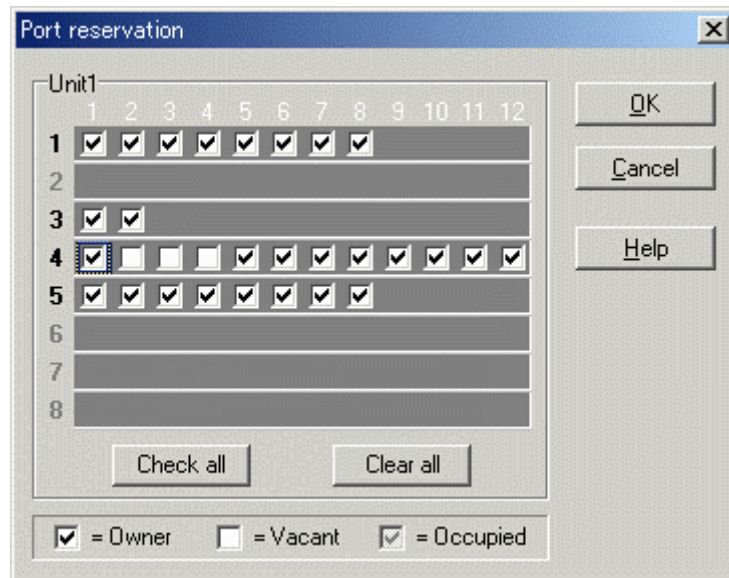 Port reservation
Unit1
1 2 3 4 5 6 7 8 9 10 11 12
1
2
3
4
5
6
7
8
OK
Cancel
Help
Check all Clear all
= Owner = Vacant = Occupied